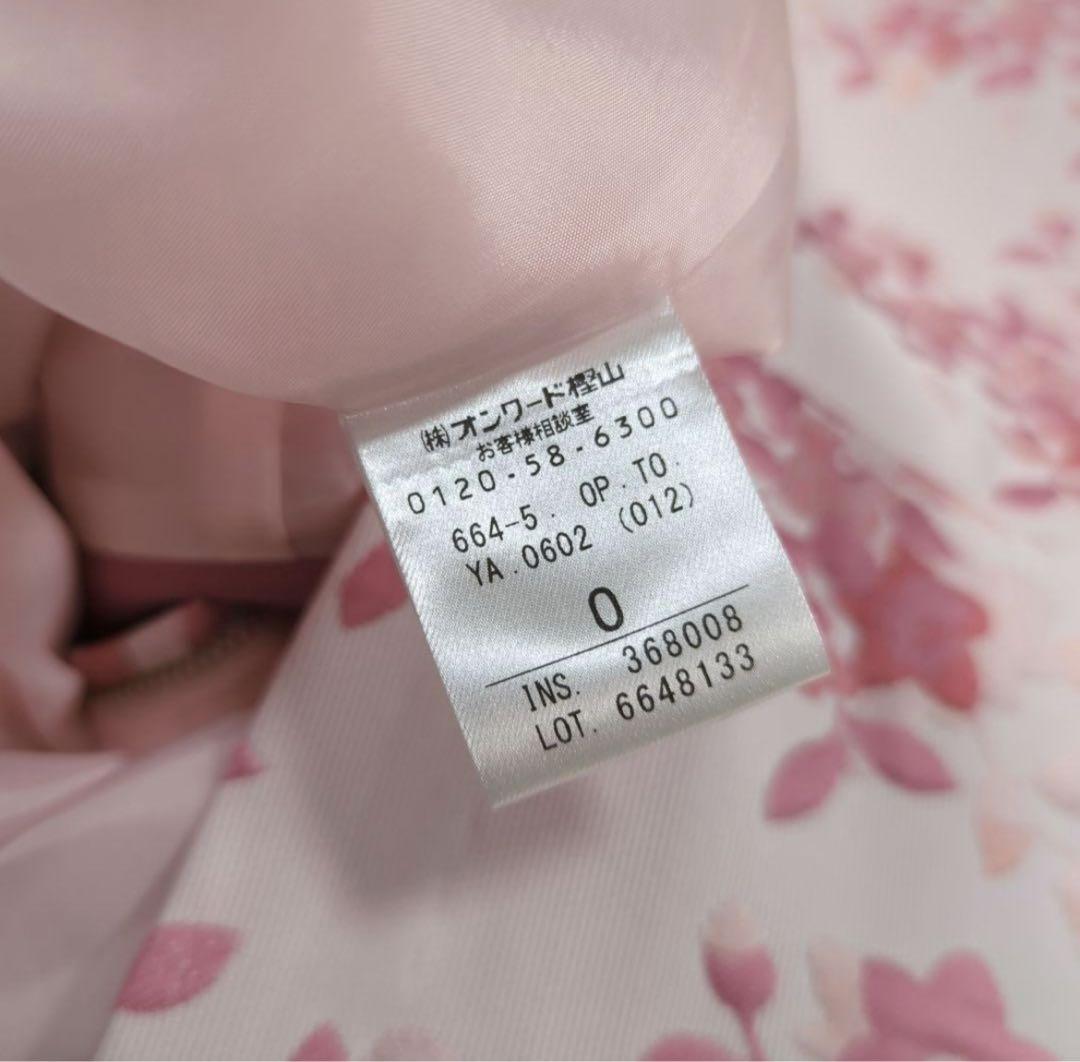 (株)オンワード樫山
お客様相談室
0120-58-6300
664-5. OP.TO.
YA.0602 (012)
0
INS. 368008
LOT. 6648133